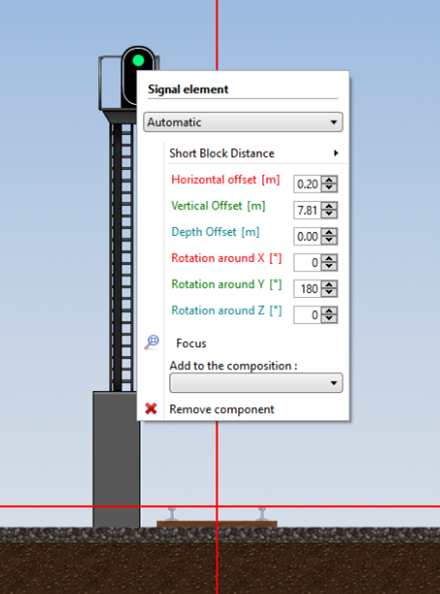 Signal element
Automatic
Short Block Distance
Horizontal offset [m] 0.20
Vertical Offset [m] 7.81
Depth Offset [m] 0.00
Rotation around X [°] 0
Rotation around Y [°] 180
Rotation around Z [°] 0
Focus
Add to the composition :
Remove component